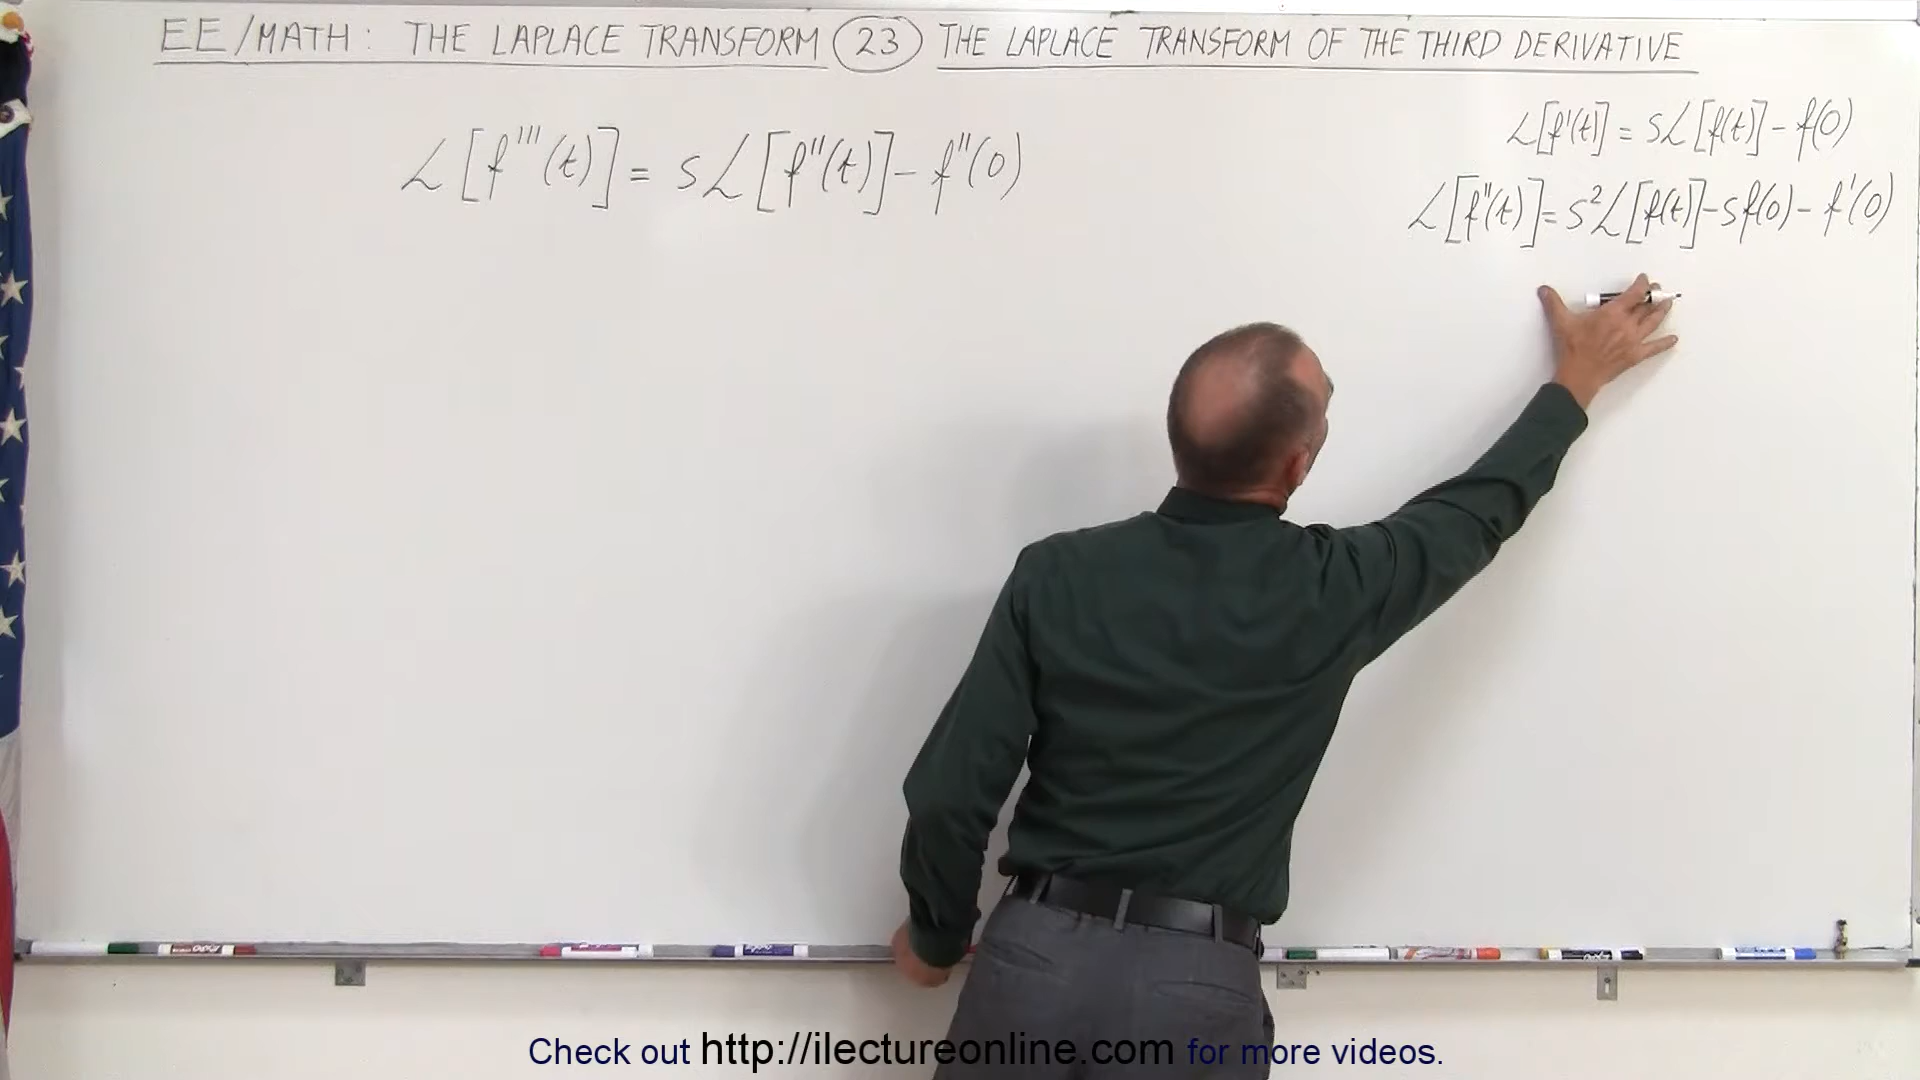 EE/MATH: THE LAPLACE TRANSFORM 23 THE LAPLACE TRANSFORM OF THE THIRD DERIVATIVE
ℒ[f'''(t)] = sℒ[f''(t)] - f''(0)
ℒ[f'(t)] = sℒ[f(t)] - f(0)
ℒ[f''(t)] = s²ℒ[f(t)] - sf(0) - f'(0)
Check out http://ilectureonline.com for more videos.